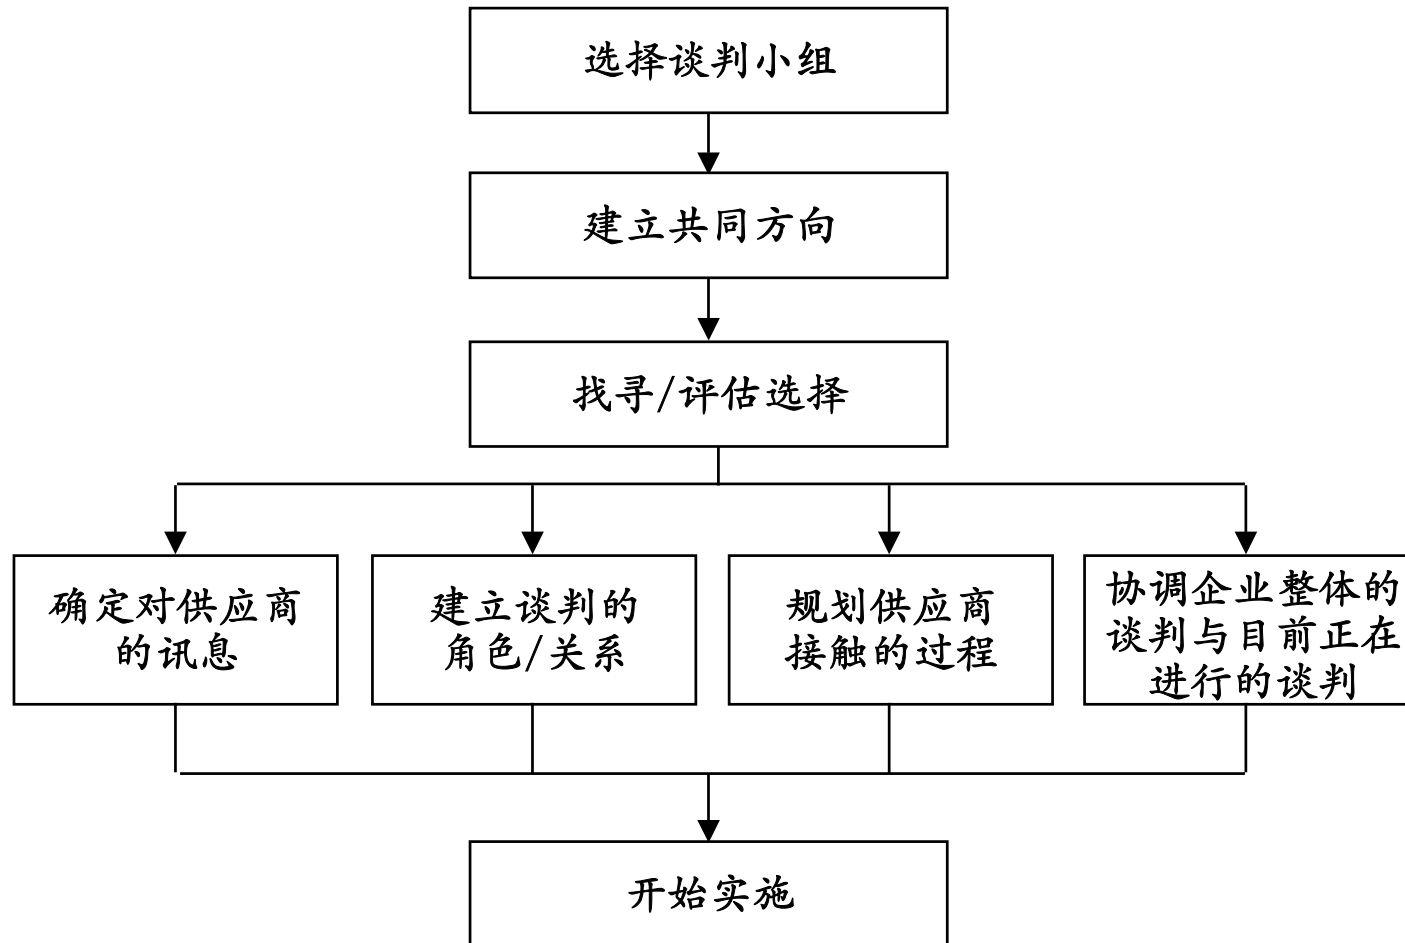 选择谈判小组
建立共同方向
找寻/评估选择
确定对供应商
的讯息
建立谈判的
角色/关系
规划供应商
接触的过程
协调企业整体的
谈判与目前正在
进行的谈判
开始实施